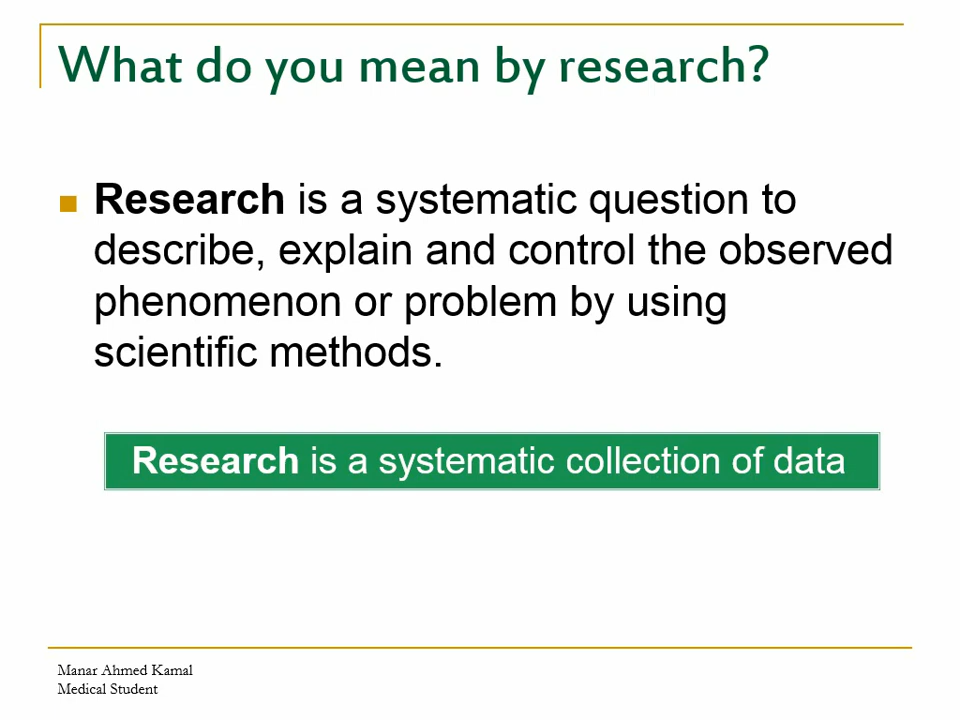 What do you mean by research?
Research is a systematic question to
describe, explain and control the observed
phenomenon or problem by using
scientific methods.
Research is a systematic collection of data
Manar Ahmed Kamal
Medical Student